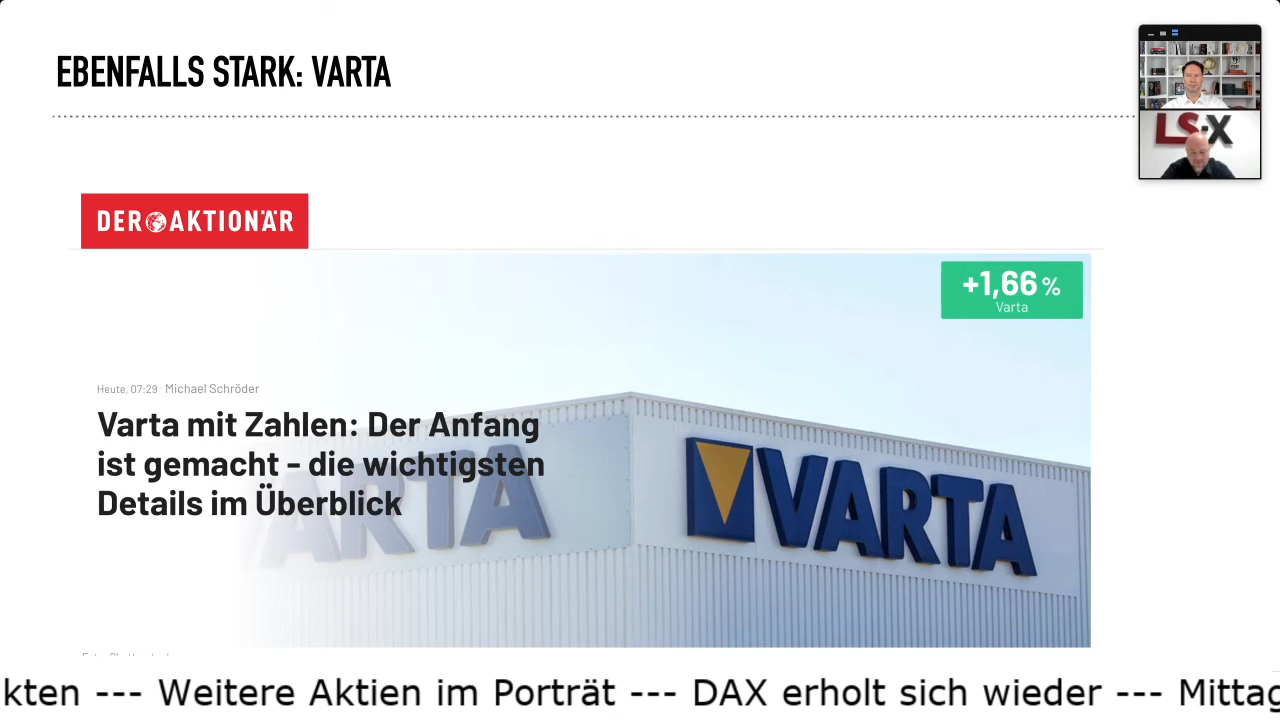 EBENFALLS STARK: VARTA
LS-X
DER AKTIONÄR
+1,66 %
Varta
Heute, 07:29 · Michael Schröder
Varta mit Zahlen: Der Anfang
ist gemacht - die wichtigsten
Details im Überblick
VARTA
VARTA
kten --- Weitere Aktien im Porträt --- DAX erholt sich wieder --- Mittag